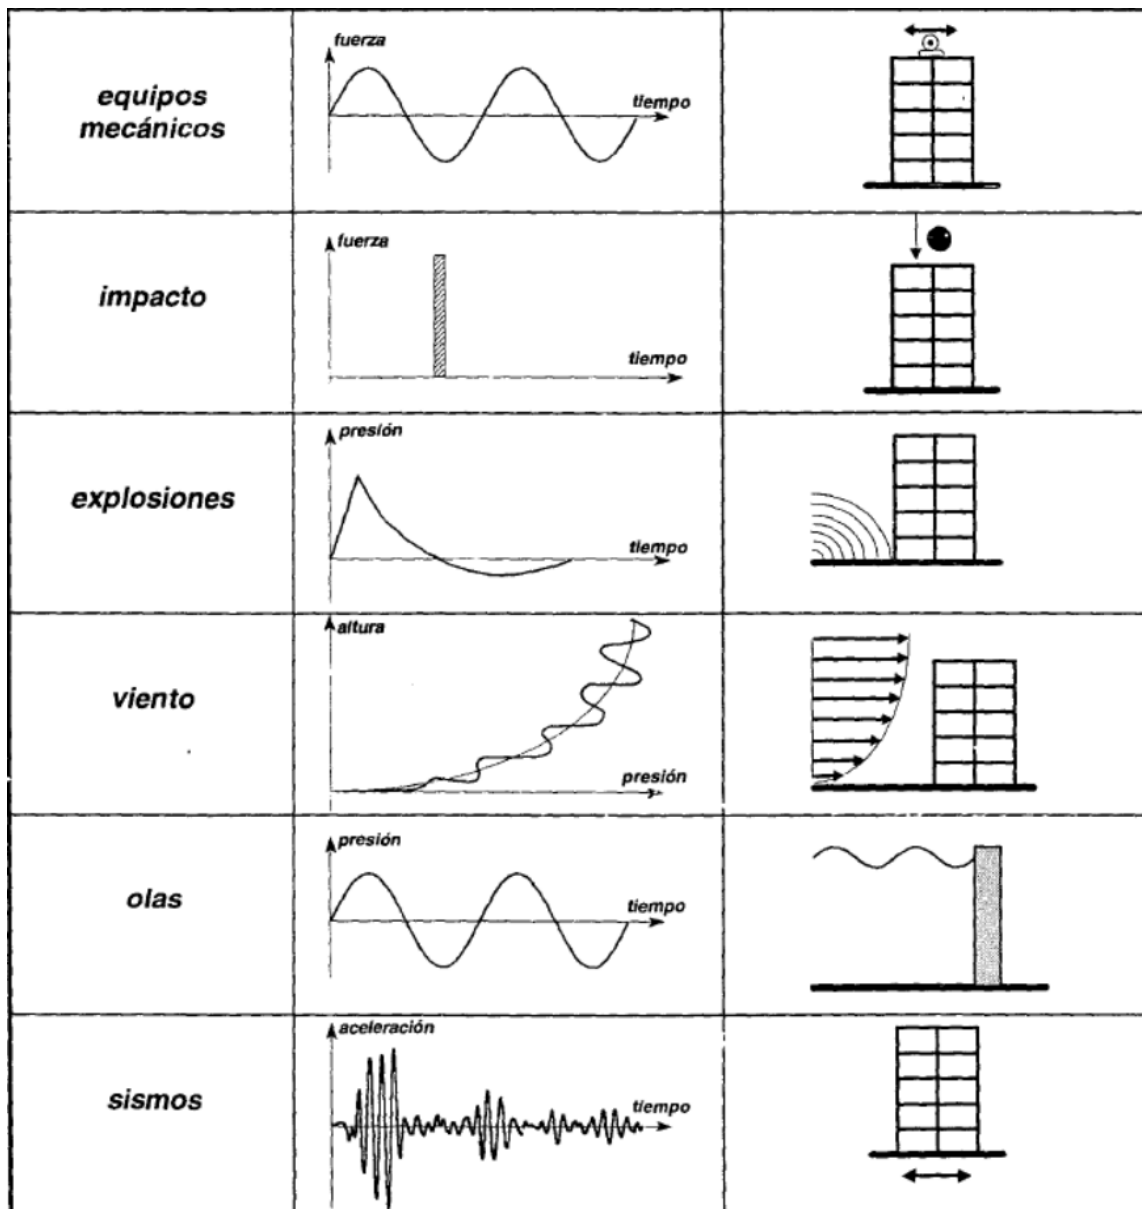 equipos
mecánicos
fuerza
tiempo
impacto
fuerza
tiempo
explosiones
presión
tiempo
viento
altura
presión
olas
presión
tiempo
sismos
aceleración
tiempo